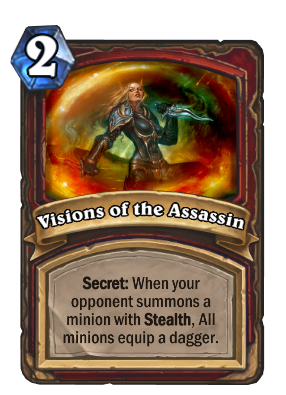 2
Visions of the Assassin
Secret: When your
opponent summons a
minion with Stealth, All
minions equip a dagger.